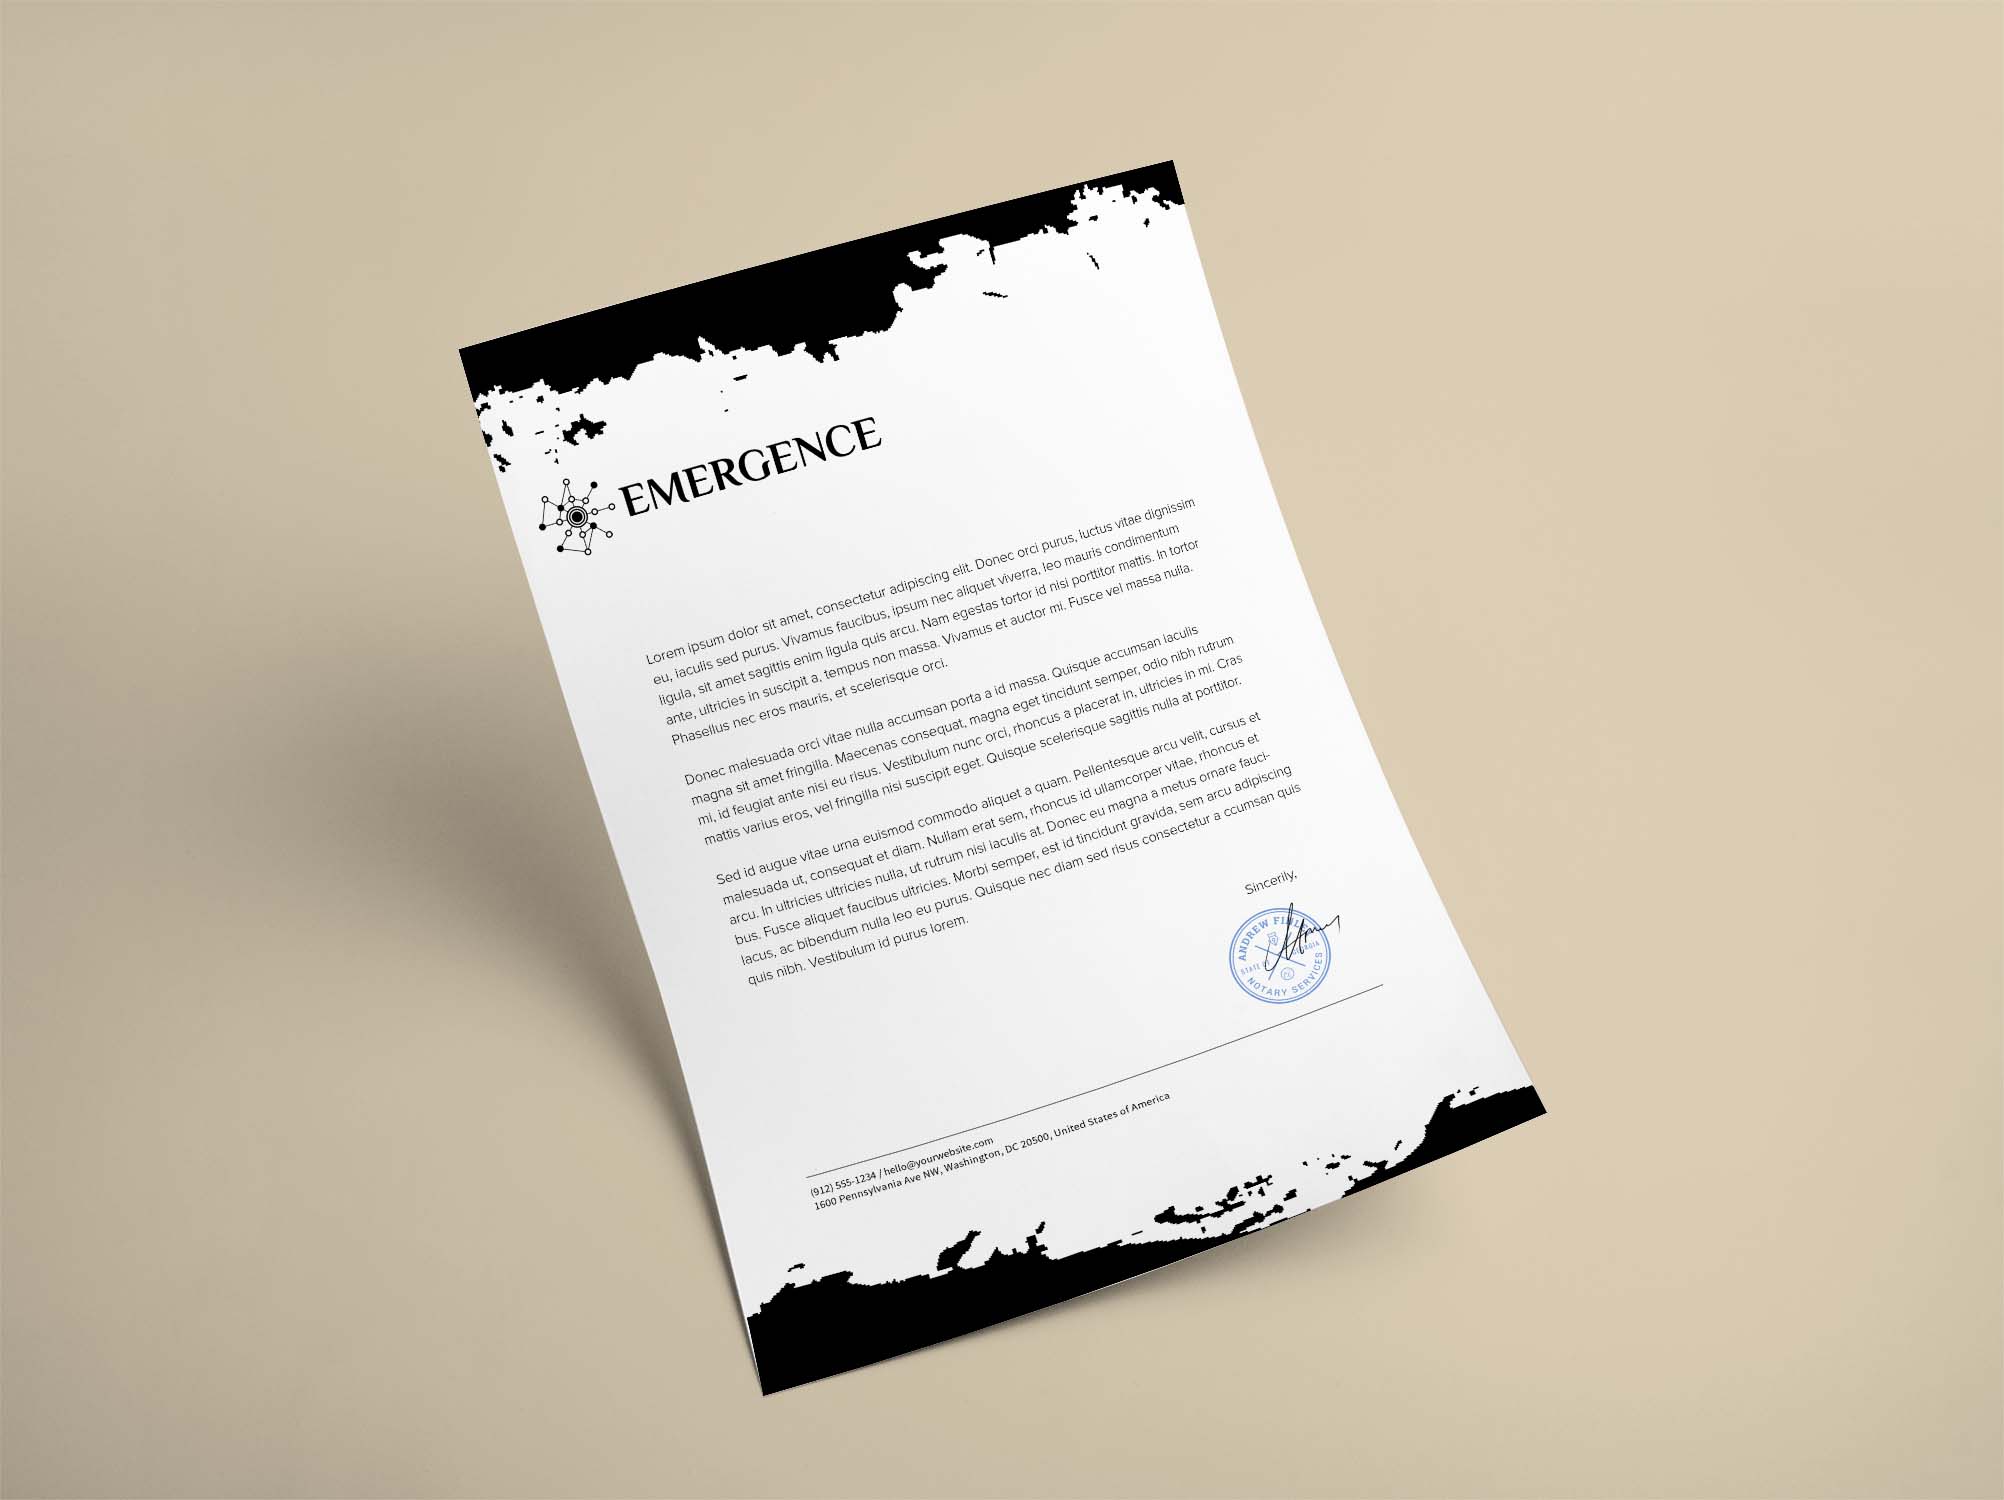 EMERGENCE
Lorem ipsum dolor sit amet, consectetur adipiscing elit. Donec orci purus, luctus vitae dignissim
eu, iaculis sed purus. Vivamus faucibus, ipsum nec aliquet viverra, leo mauris condimentum
ligula, sit amet sagittis enim ligula quis arcu. Nam egestas tortor id nisi porttitor mattis. In tortor
ante, ultricies in suscipit a, tempus non massa. Vivamus et auctor mi. Fusce vel massa nulla.
Phasellus nec eros mauris, et scelerisque orci.
Donec malesuada orci vitae nulla accumsan porta a id massa. Quisque accumsan iaculis
magna sit amet fringilla. Maecenas consequat, magna eget tincidunt semper, odio nibh rutrum
mi, id feugiat ante nisi eu risus. Vestibulum nunc orci, rhoncus a placerat in, ultricies in mi. Cras
mattis varius eros, vel fringilla nisi suscipit eget. Quisque scelerisque sagittis nulla at porttitor.
Sed id augue vitae urna euismod commodo aliquet a quam. Pellentesque arcu velit, cursus et
malesuada ut, consequat et diam. Nullam erat sem, rhoncus id ullamcorper vitae, rhoncus et
arcu. In ultricies ultricies nulla, ut rutrum nisi iaculis at. Donec eu magna a metus ornare fauci-
bus. Fusce aliquet faucibus ultricies. Morbi semper, est id tincidunt gravida, sem arcu adipiscing
lacus, ac bibendum nulla leo eu purus. Quisque nec diam sed risus consectetur a ccumsan quis
quis nibh. Vestibulum id purus lorem.
Sincerily,
ANDREW
STATE
NOTARY SERVICES
(912) 555-1234 / hello@yourwebsite.com
1600 Pennsylvania Ave NW, Washington, DC 20500, United States of America